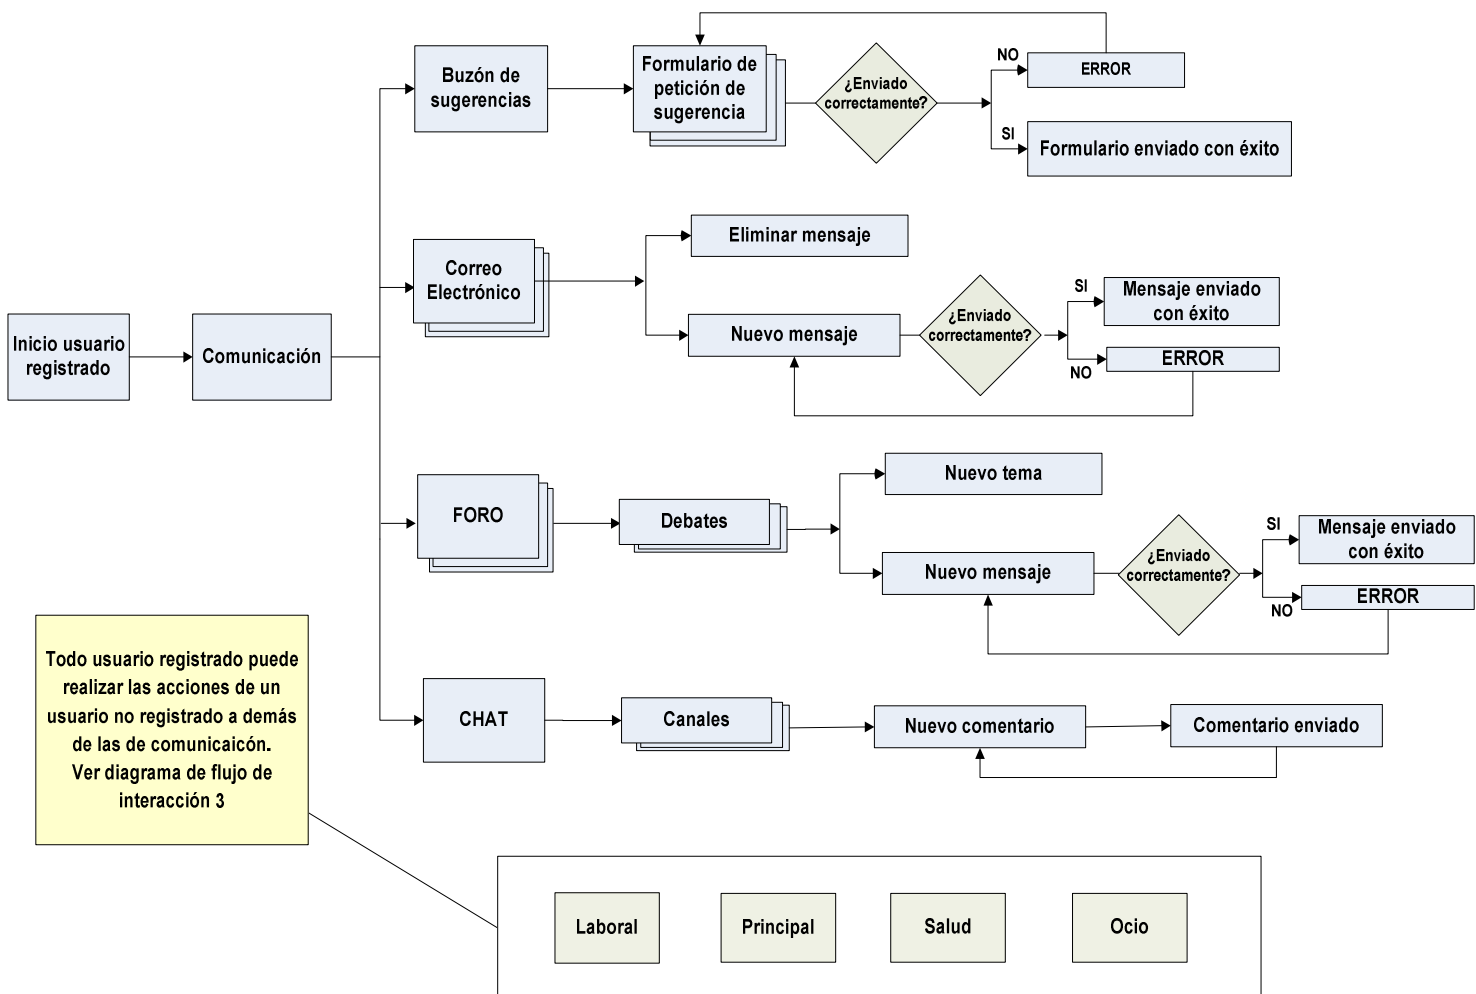 Buzón de
sugerencias
Formulario de
petición de
sugerencia
¿Enviado
correctamente?
NO
ERROR
SI
Formulario enviado con éxito
Correo
Electrónico
Eliminar mensaje
Nuevo mensaje
¿Enviado
correctamente?
SI
Mensaje enviado
con éxito
NO
ERROR
Inicio usuario
registrado
Comunicación
FORO
Debates
Nuevo tema
Nuevo mensaje
¿Enviado
correctamente?
SI
Mensaje enviado
con éxito
NO
ERROR
CHAT
Canales
Nuevo comentario
Comentario enviado
Todo usuario registrado puede
realizar las acciones de un
usuario no registrado a demás
de las de comunicaicón.
Ver diagrama de flujo de
interacción 3
Laboral
Principal
Salud
Ocio